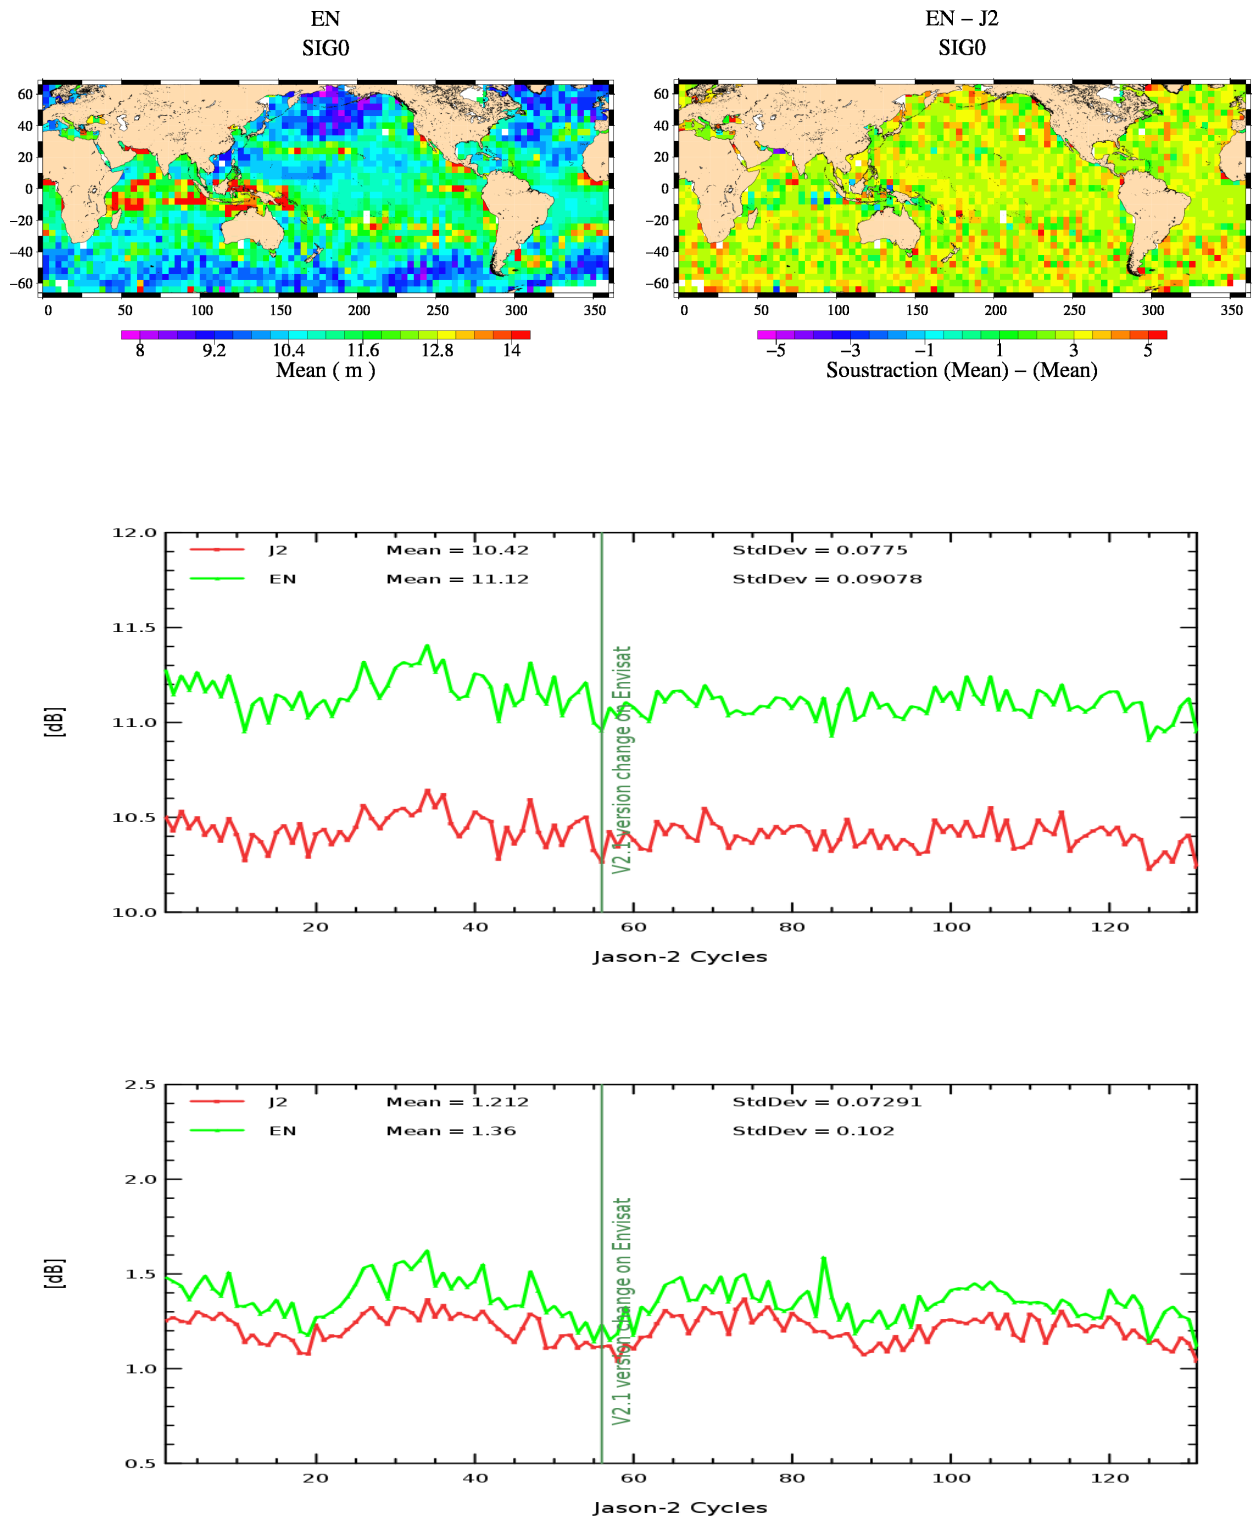 EN
SIG0
60
40
20
0
−20
−40
−60
0 50 100 150 200 250 300 350
8 9.2 10.4 11.6 12.8 14
Mean ( m )
EN − J2
SIG0
60
40
20
0
−20
−40
−60
0 50 100 150 200 250 300 350
−5 −3 −1 1 3 5
Soustraction (Mean) − (Mean)
12.0
11.5
11.0
10.5
10.0
[dB]
J2 Mean = 10.42 StdDev = 0.0775
EN Mean = 11.12 StdDev = 0.09078
V2.1 version change on Envisat
20 40 60 80 100 120
Jason-2 Cycles
2.5
2.0
1.5
1.0
0.5
[dB]
J2 Mean = 1.212 StdDev = 0.07291
EN Mean = 1.36 StdDev = 0.102
V2.1 version change on Envisat
20 40 60 80 100 120
Jason-2 Cycles